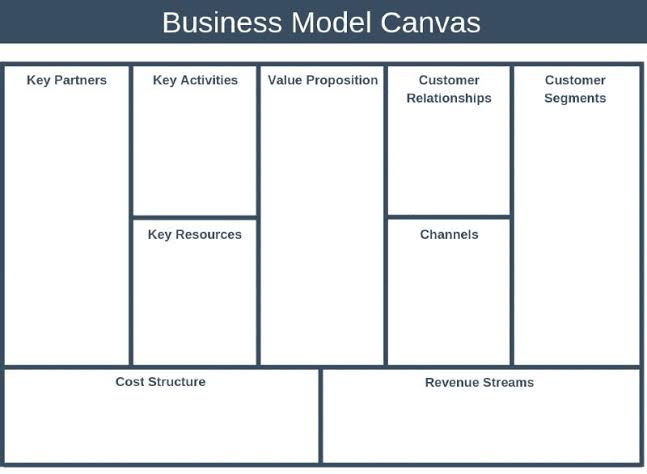 Business Model Canvas
Key Partners
Key Activities
Value Proposition
Customer
Relationships
Customer
Segments
Key Resources
Channels
Cost Structure
Revenue Streams